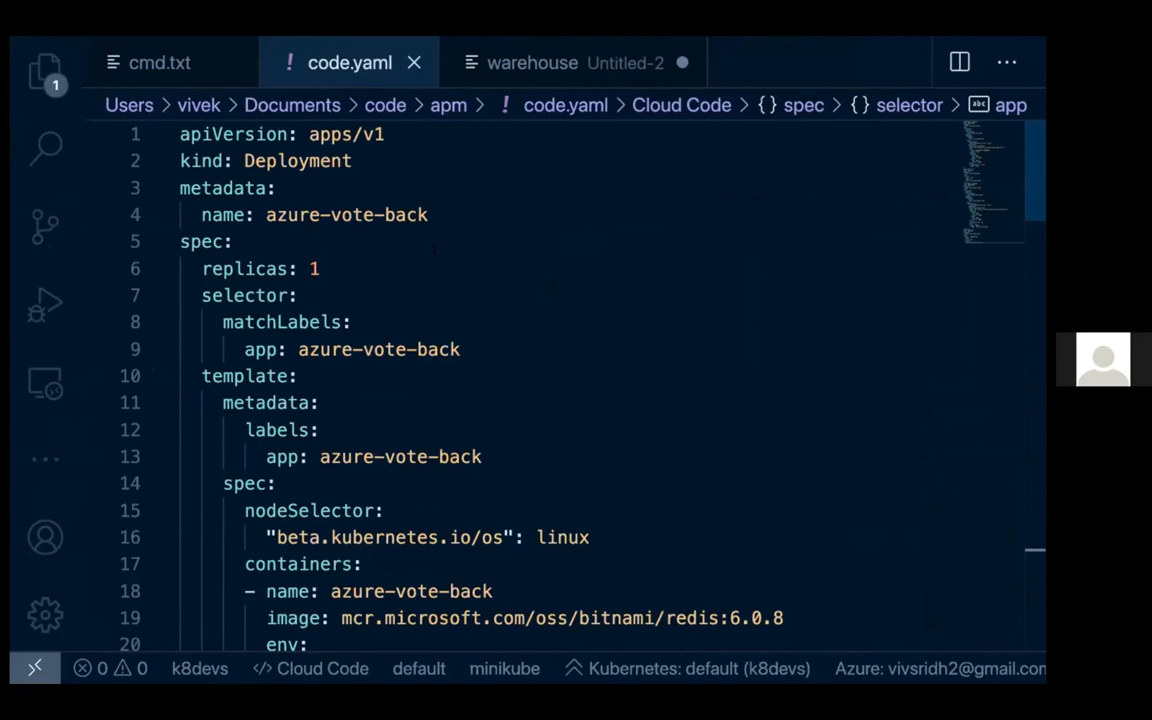 cmd.txt
! code.yaml
warehouse Untitled-2
1
Users > vivek > Documents > code > apm > ! code.yaml > Cloud Code > {} spec > {} selector > abc app
1 apiVersion: apps/v1
2 kind: Deployment
3 metadata:
4 name: azure-vote-back
5 spec:
6 replicas: 1
7 selector:
8 matchLabels:
9 app: azure-vote-back
10 template:
11 metadata:
12 labels:
13 app: azure-vote-back
14 spec:
15 nodeSelector:
16 "beta.kubernetes.io/os": linux
17 containers:
18 - name: azure-vote-back
19 image: mcr.microsoft.com/oss/bitnami/redis:6.0.8
20 env:
0 0 k8devs </> Cloud Code default minikube Kubernetes: default (k8devs) Azure: vivsridh2@gmail.com